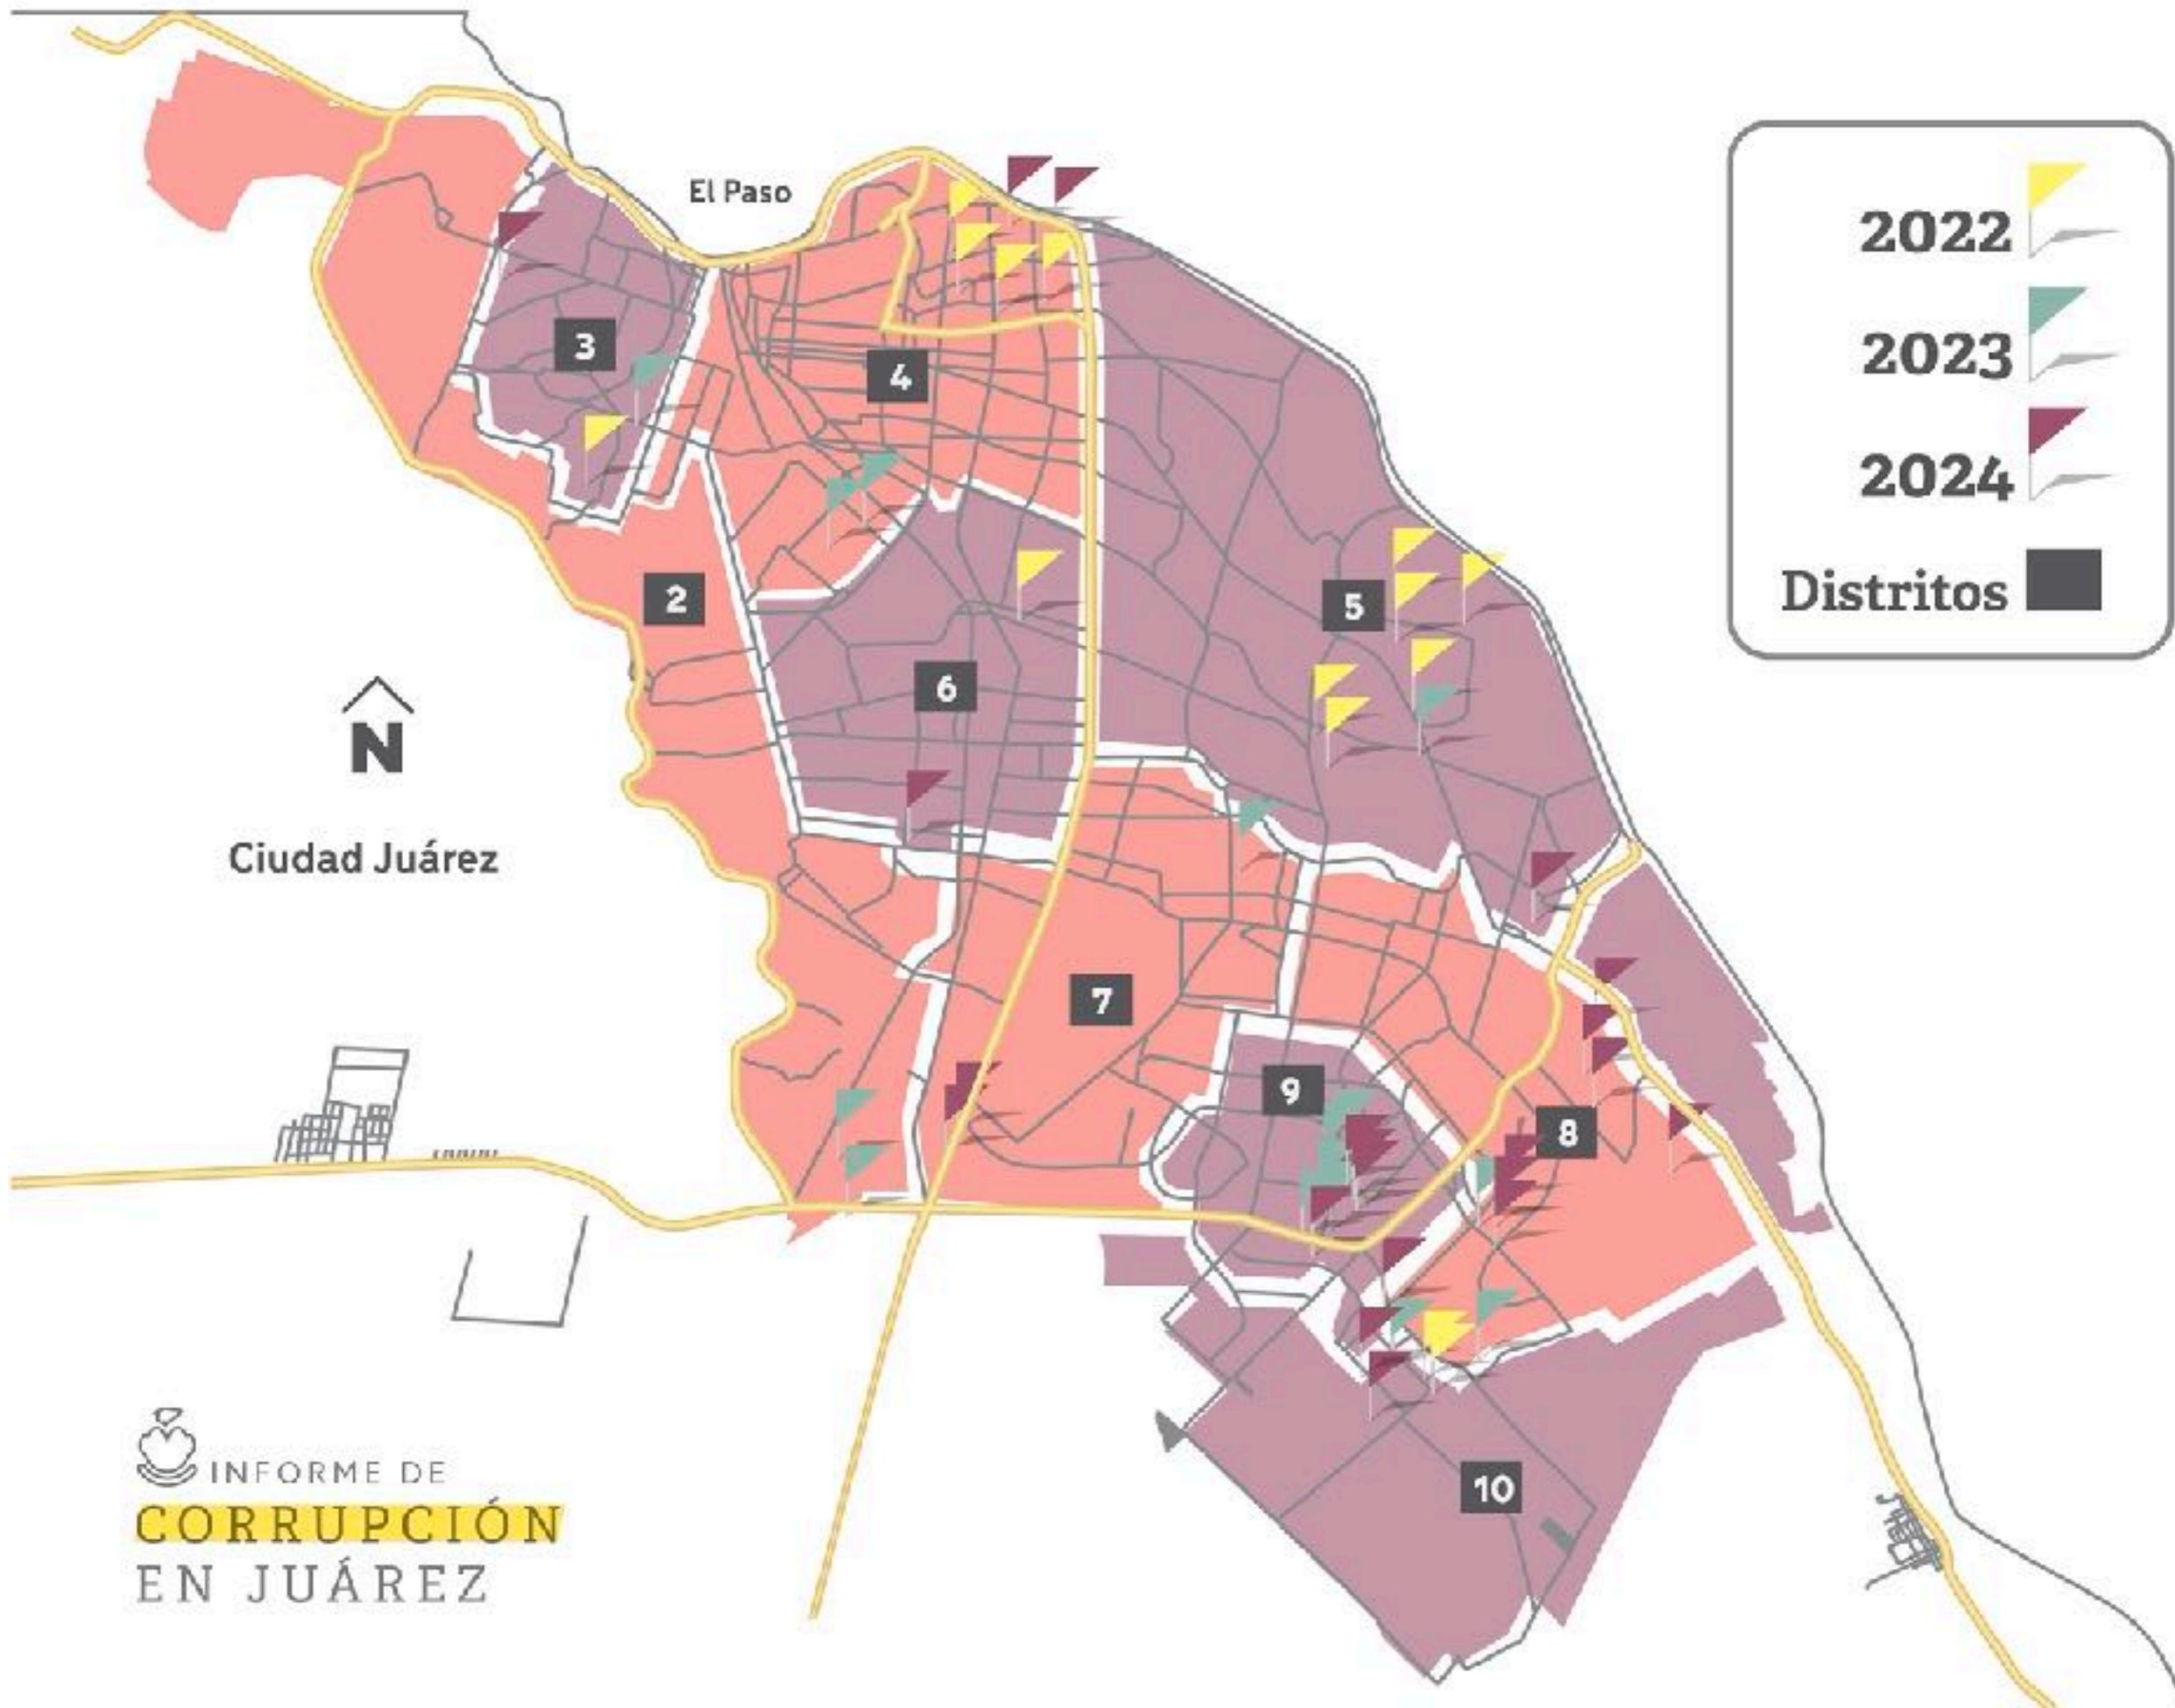 El Paso
2022
2023
2024
Distritos
3
4
2
5
6
N
Ciudad Juárez
7
9
8
10
INFORME DE
CORRUPCIÓN
EN JUÁREZ